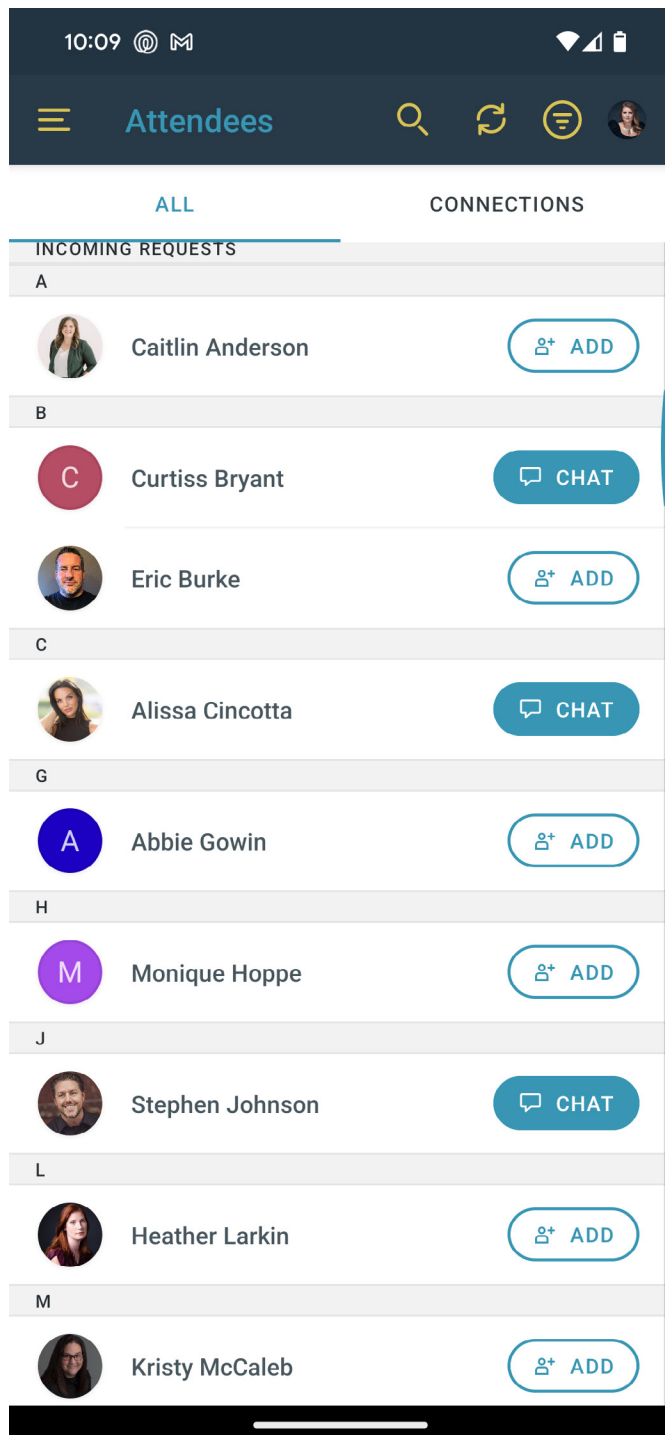 10:09
Attendees
ALL
CONNECTIONS
INCOMING REQUESTS
A
Caitlin Anderson
ADD
B
C
Curtiss Bryant
CHAT
Eric Burke
ADD
C
Alissa Cincotta
CHAT
G
A
Abbie Gowin
ADD
H
M
Monique Hoppe
ADD
J
Stephen Johnson
CHAT
L
Heather Larkin
ADD
M
Kristy McCaleb
ADD